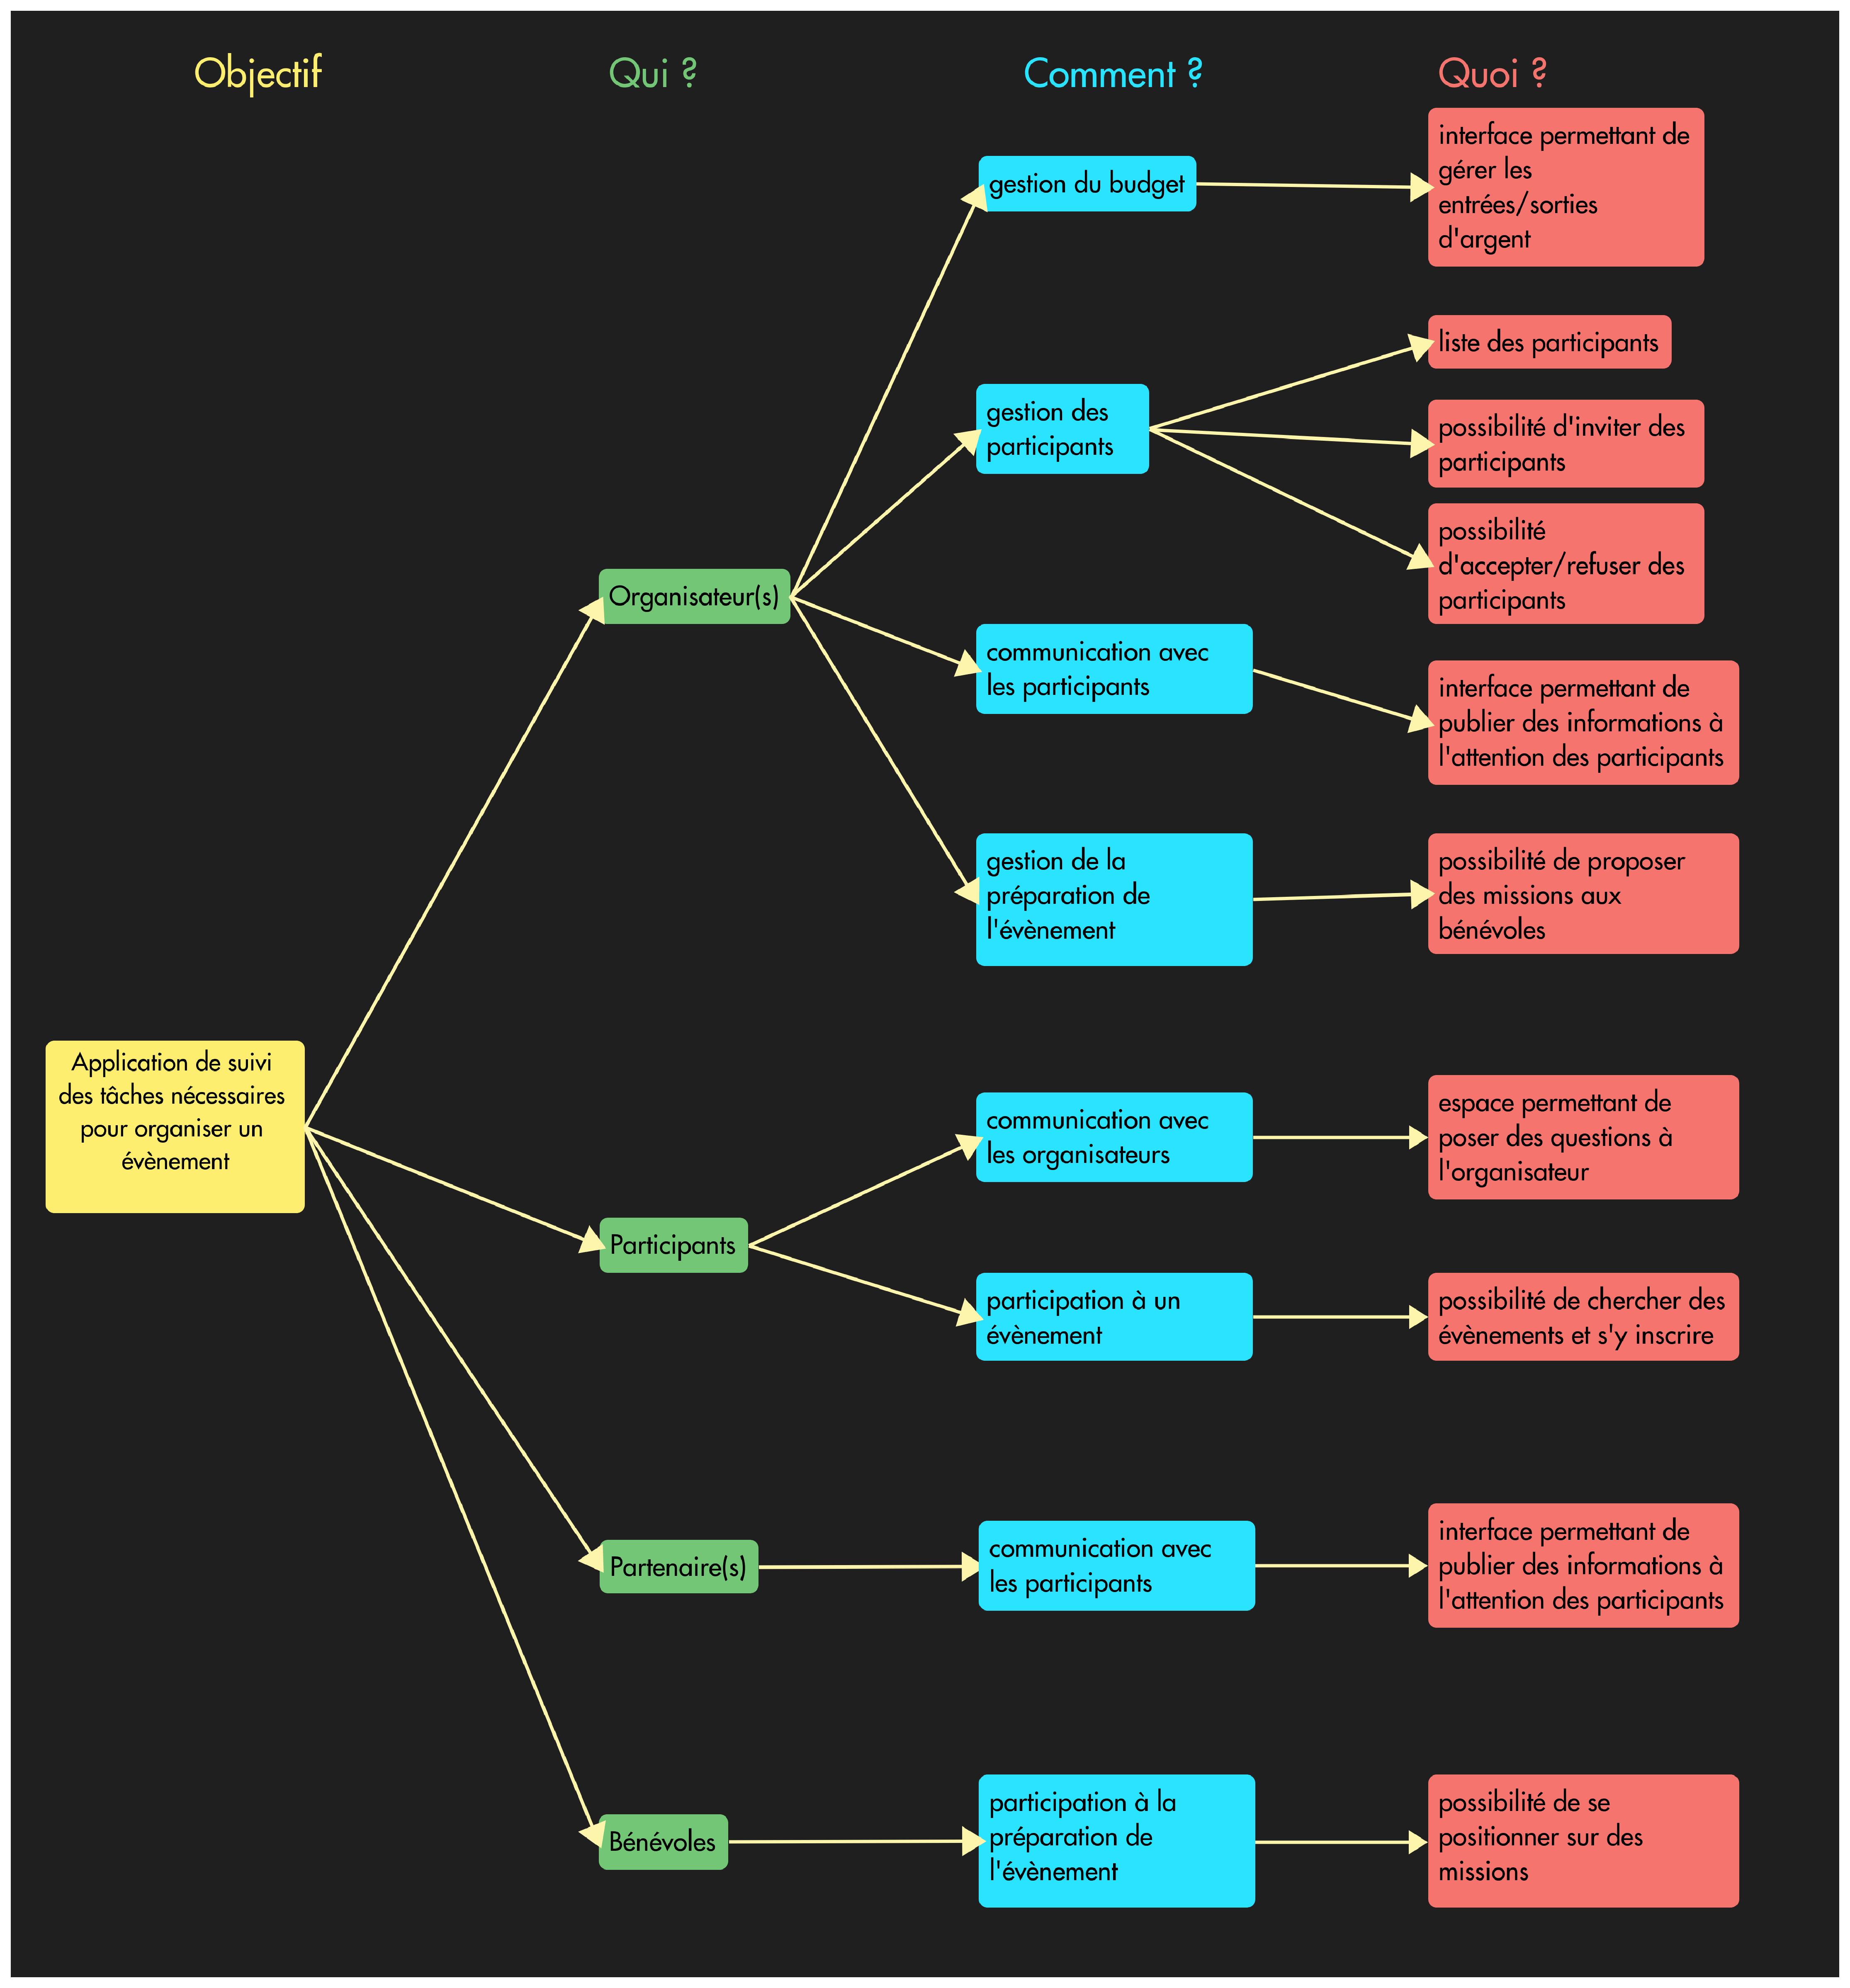 Objectif
Qui ?
Comment ?
Quoi ?
Application de suivi
des tâches nécessaires
pour organiser un
évènement
Organisateur(s)
gestion du budget
interface permettant de
gérer les
entrées/sorties
d'argent
gestion des
participants
liste des participants
possibilité d'inviter des
participants
possibilité
d'accepter/refuser des
participants
communication avec
les participants
interface permettant de
publier des informations à
l'attention des participants
gestion de la
préparation de
l'évènement
possibilité de proposer
des missions aux
bénévoles
Participants
communication avec
les organisateurs
espace permettant de
poser des questions à
l'organisateur
participation à un
évènement
possibilité de chercher des
évènements et s'y inscrire
Partenaire(s)
communication avec
les participants
interface permettant de
publier des informations à
l'attention des participants
Bénévoles
participation à la
préparation de
l'évènement
possibilité de se
positionner sur des
missions